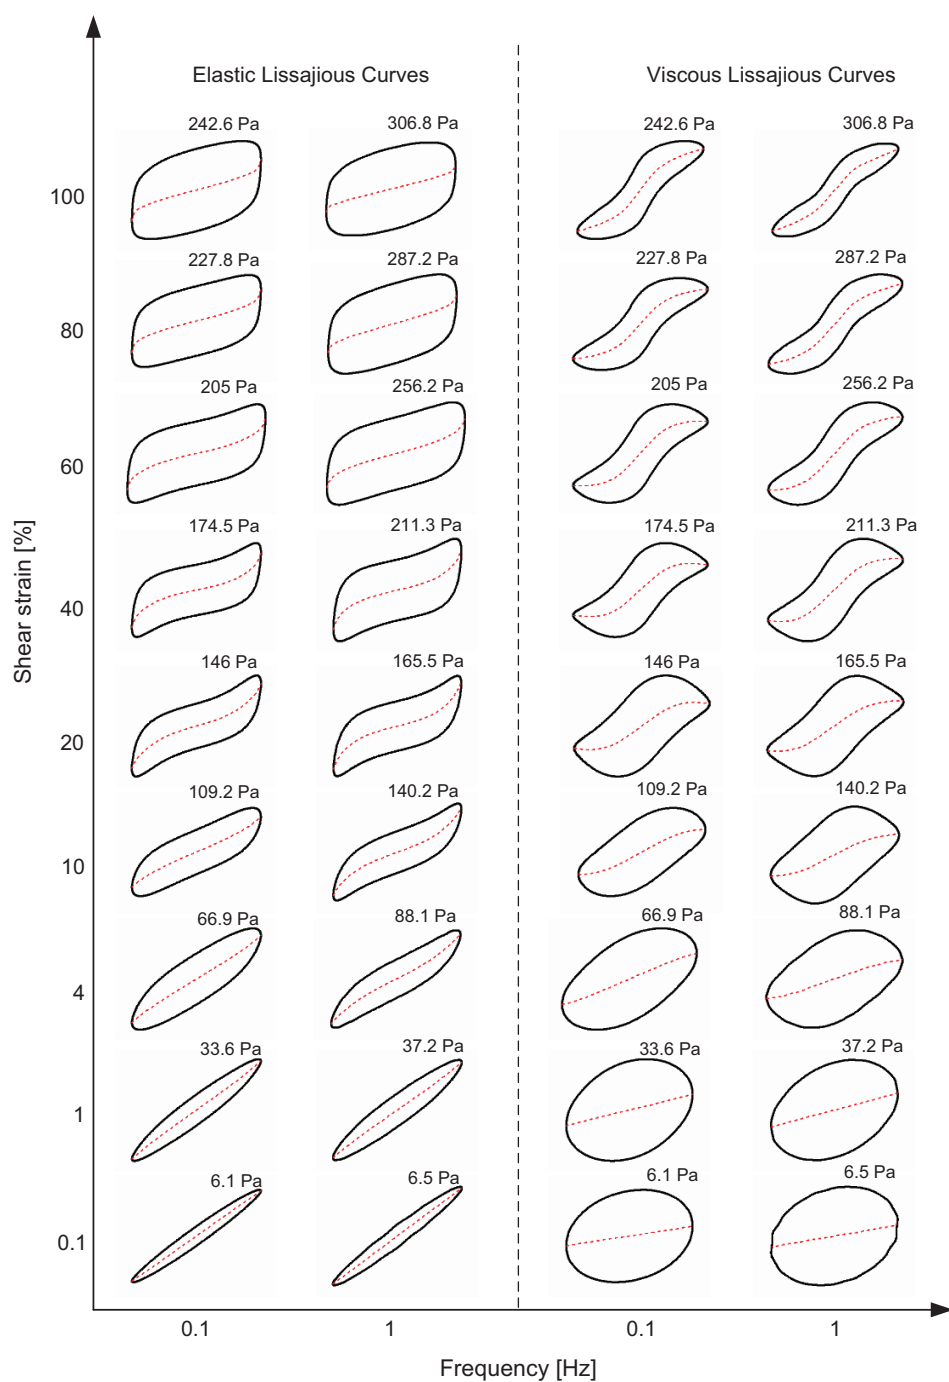 Elastic Lissajious Curves
Viscous Lissajious Curves
242.6 Pa
306.8 Pa
242.6 Pa
306.8 Pa
100
227.8 Pa
287.2 Pa
227.8 Pa
287.2 Pa
80
205 Pa
256.2 Pa
205 Pa
256.2 Pa
60
174.5 Pa
211.3 Pa
174.5 Pa
211.3 Pa
40
Shear strain [%]
146 Pa
165.5 Pa
146 Pa
165.5 Pa
20
109.2 Pa
140.2 Pa
109.2 Pa
140.2 Pa
10
66.9 Pa
88.1 Pa
66.9 Pa
88.1 Pa
4
33.6 Pa
37.2 Pa
33.6 Pa
37.2 Pa
1
6.1 Pa
6.5 Pa
6.1 Pa
6.5 Pa
0.1
0.1
1
0.1
1
Frequency [Hz]